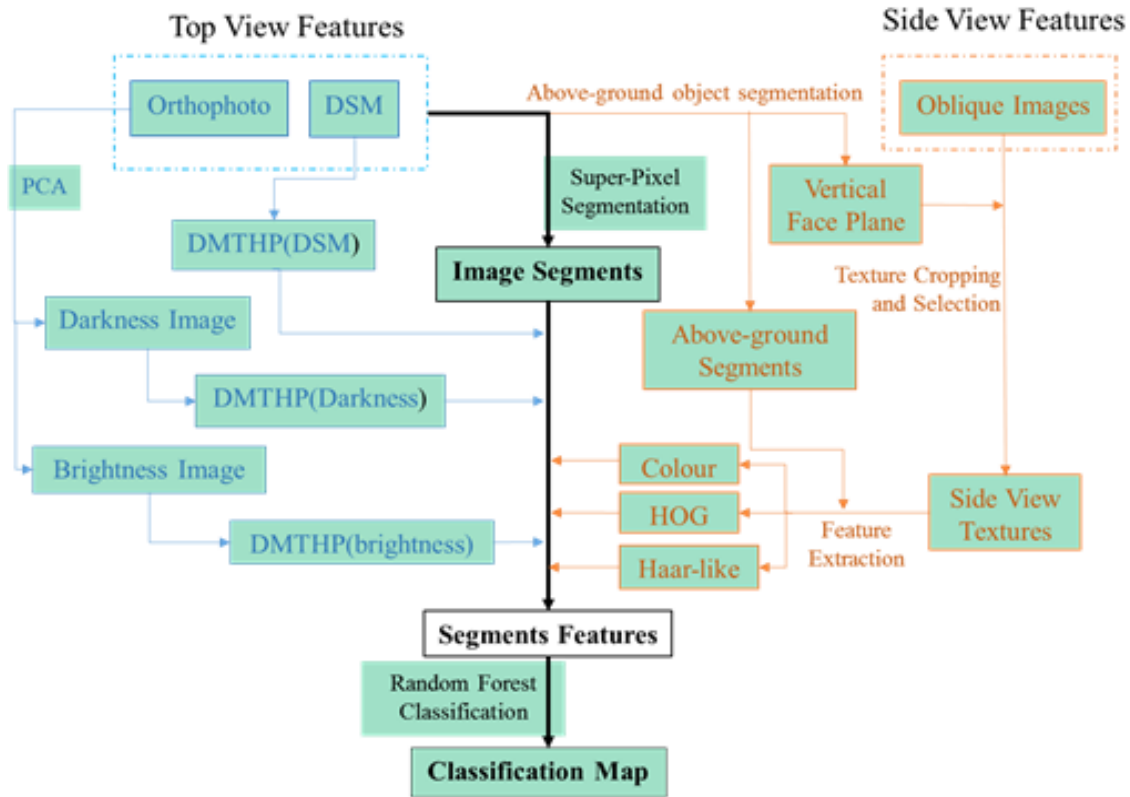 Top View Features
Side View Features
Orthophoto
DSM
Above-ground object segmentation
Oblique Images
PCA
Super-Pixel
Segmentation
Vertical
Face Plane
DMTHP(DSM)
Image Segments
Texture Cropping
and Selection
Darkness Image
Above-ground
Segments
DMTHP(Darkness)
Brightness Image
Colour
HOG
Haar-like
Feature
Extraction
Side View
Textures
DMTHP(brightness)
Segments Features
Random Forest
Classification
Classification Map